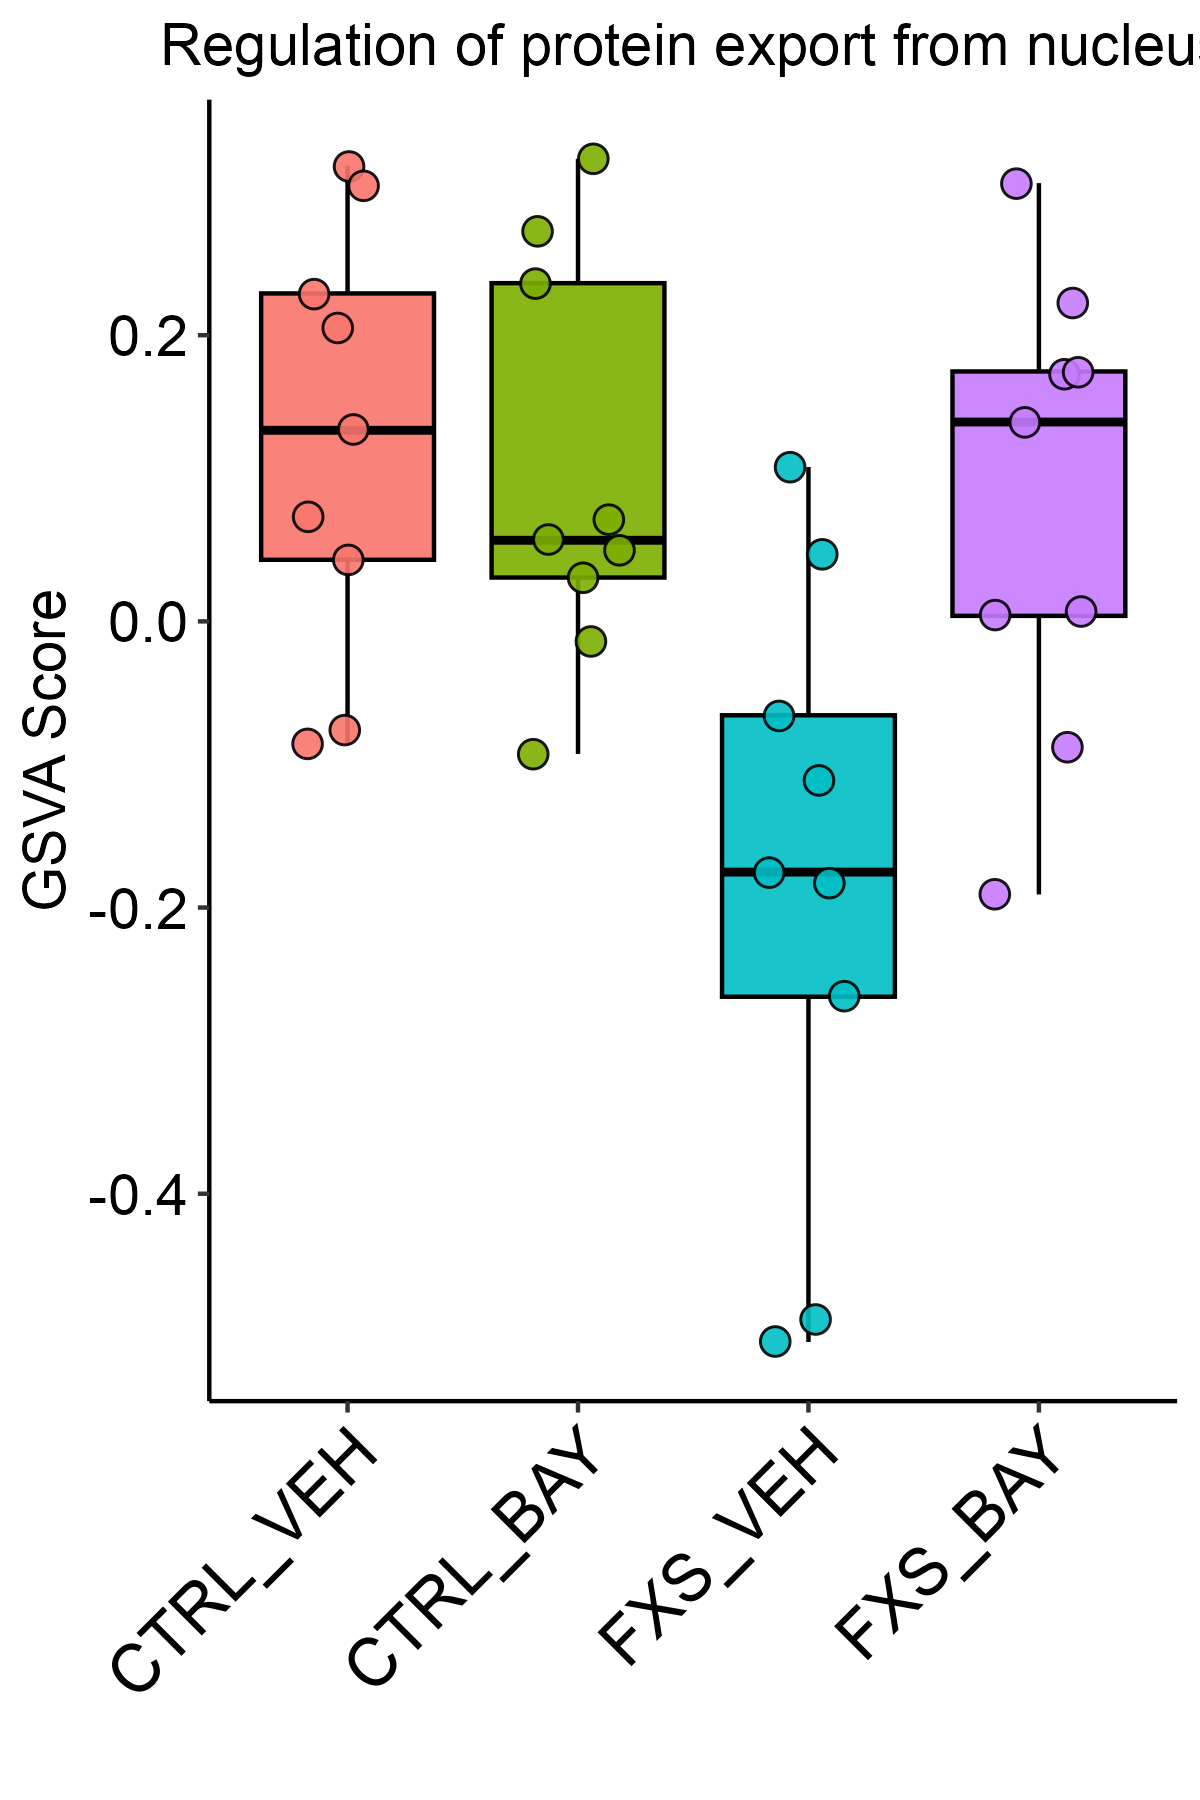 Regulation of protein export from nucleus
GSVA Score
0.2
0.0
-0.2
-0.4
CTRL_VEH
CTRL_BAY
FXS_VEH
FXS_BAY